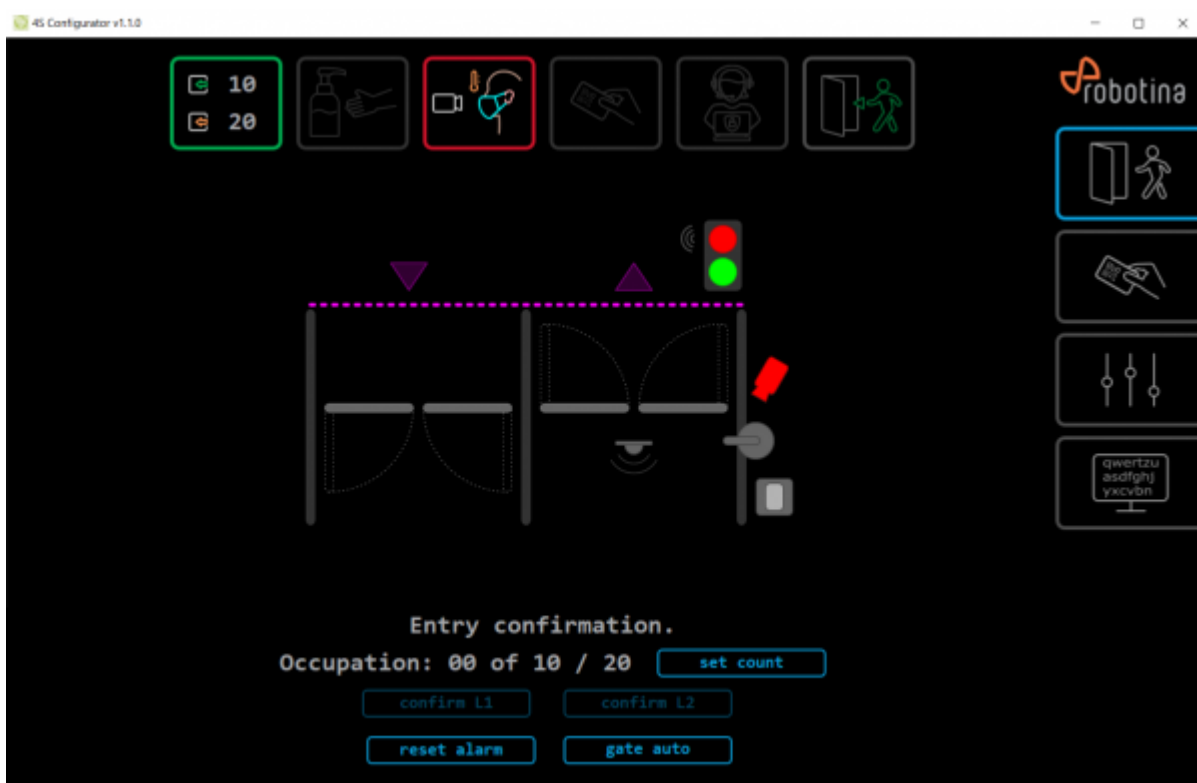 4S Configurator v1.1.0
10
20
robotina
qwertzu
asdfghj
yxcvbn
Entry confirmation.
Occupation: 00 of 10 / 20
set count
confirm L1
confirm L2
reset alarm
gate auto